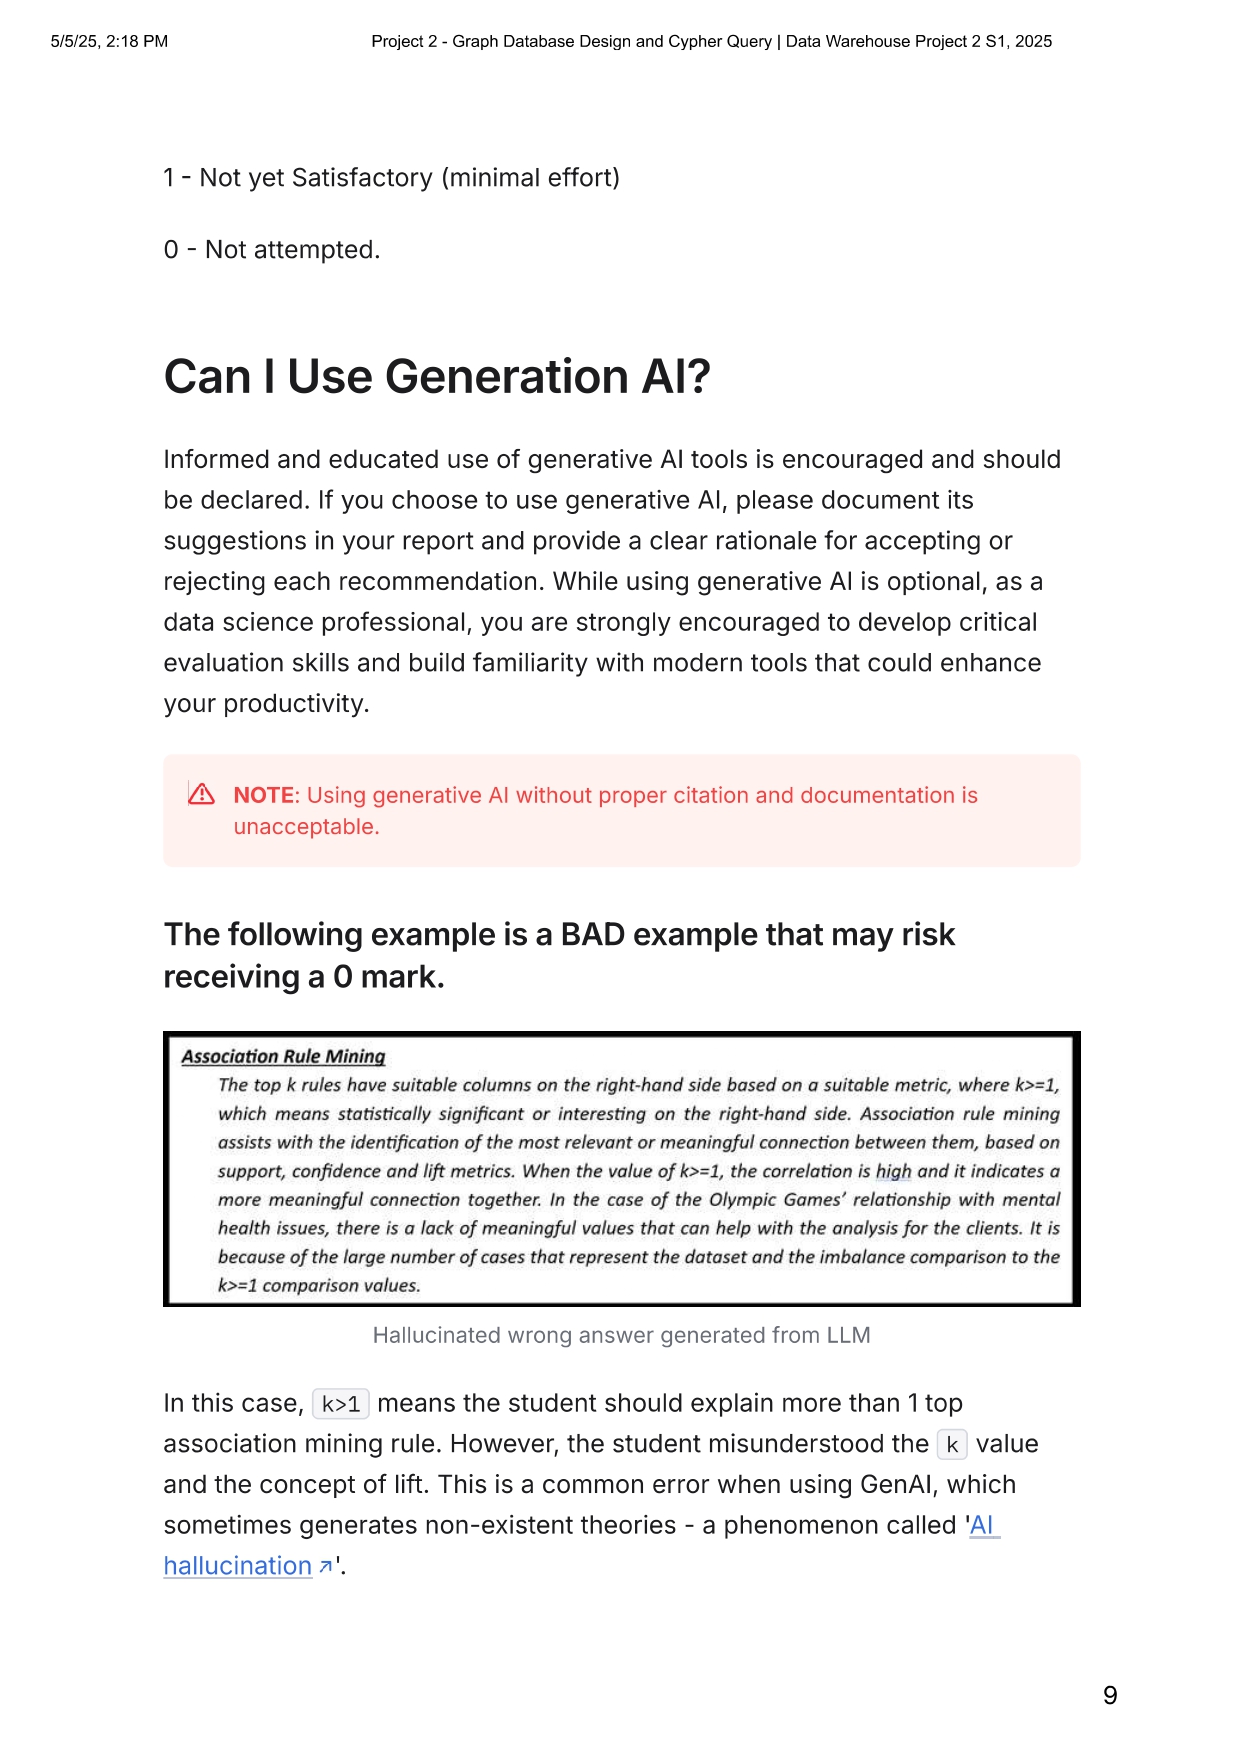 5/5/25, 2:18 PM
Project 2 - Graph Database Design and Cypher Query | Data Warehouse Project 2 S1, 2025
1 - Not yet Satisfactory (minimal effort)
0 - Not attempted.
Can I Use Generation AI?
Informed and educated use of generative AI tools is encouraged and should
be declared. If you choose to use generative AI, please document its
suggestions in your report and provide a clear rationale for accepting or
rejecting each recommendation. While using generative AI is optional, as a
data science professional, you are strongly encouraged to develop critical
evaluation skills and build familiarity with modern tools that could enhance
your productivity.
NOTE: Using generative AI without proper citation and documentation is
unacceptable.
The following example is a BAD example that may risk
receiving a 0 mark.
Association Rule Mining
The top k rules have suitable columns on the right-hand side based on a suitable metric, where k>=1,
which means statistically significant or interesting on the right-hand side. Association rule mining
assists with the identification of the most relevant or meaningful connection between them, based on
support, confidence and lift metrics. When the value of k>=1, the correlation is high and it indicates a
more meaningful connection together. In the case of the Olympic Games’ relationship with mental
health issues, there is a lack of meaningful values that can help with the analysis for the clients. It is
because of the large number of cases that represent the dataset and the imbalance comparison to the
k>=1 comparison values.
Hallucinated wrong answer generated from LLM
In this case, k>1 means the student should explain more than 1 top
association mining rule. However, the student misunderstood the k value
and the concept of lift. This is a common error when using GenAI, which
sometimes generates non-existent theories - a phenomenon called 'AI
hallucination ↗'.
9